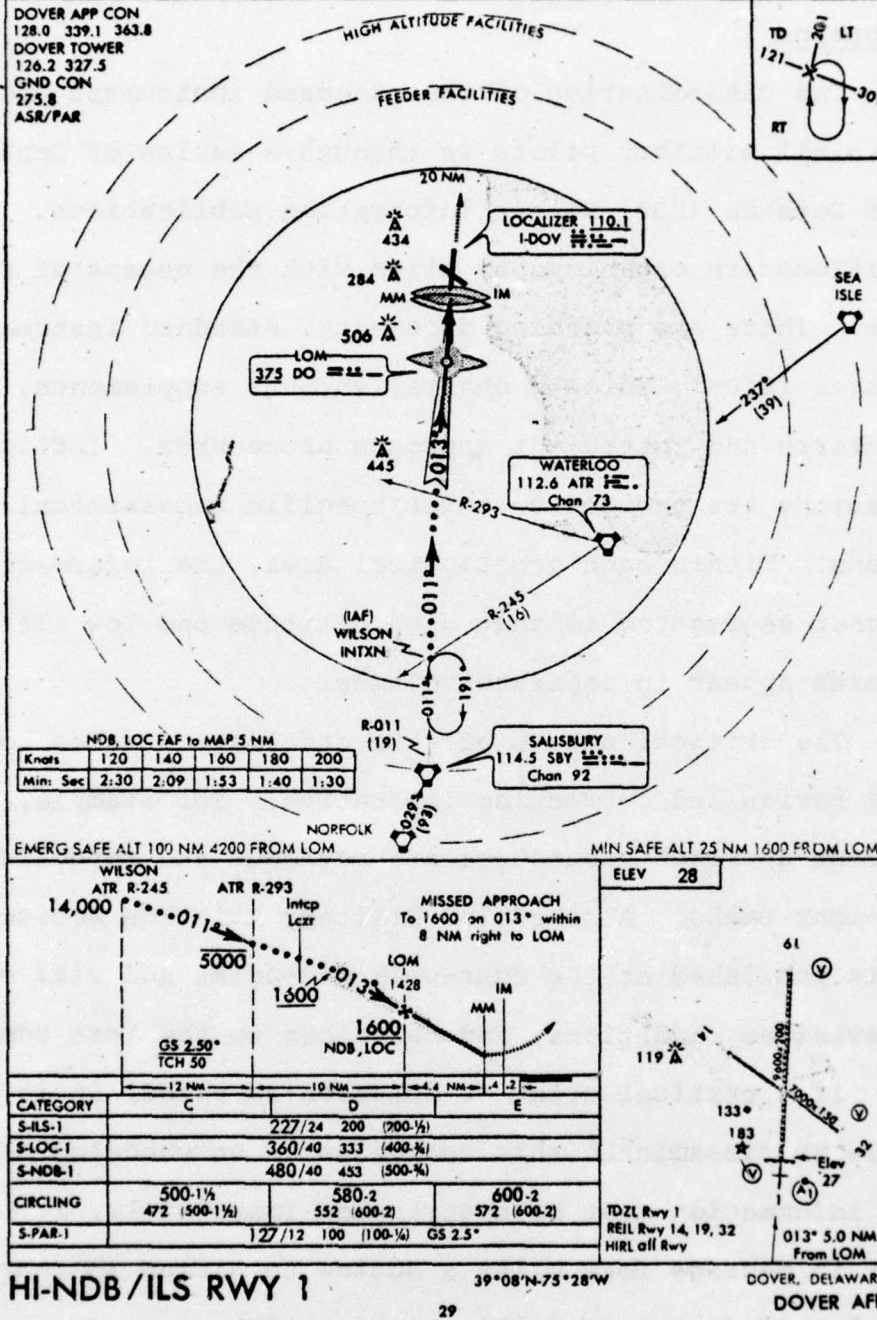 DOVER APP CON
128.0 339.1 363.8
DOVER TOWER
126.2 327.5
GND CON
275.8
ASR/PAR
HIGH ALTITUDE FACILITIES
FEEDER FACILITIES
TD
201
LT
121
30
RT
20 NM
LOCALIZER 110.1
I-DOV
434
284
MM
IM
506
LOM
375 DO
SEA
ISLE
237°
(39)
445
013°
WATERLOO
112.6 ATR
Chan 73
R-293
R-245
(16)
011°
(IAF)
WILSON
INTXN
011°
191°
R-011
(19)
SALISBURY
114.5 SBY
Chan 92
029°
(93)
NORFOLK
NDB, LOC FAF to MAP 5 NM
Knots 120 140 160 180 200
Min: Sec 2:30 2:09 1:53 1:40 1:30
EMERG SAFE ALT 100 NM 4200 FROM LOM
MIN SAFE ALT 25 NM 1600 FROM LOM
WILSON
ATR R-245
ATR R-293
14,000
011°
5000
Intcp
Lczr
1600
013°
LOM
1428
1600
NDB, LOC
MISSED APPROACH
To 1600 on 013° within
8 NM right to LOM
MM
IM
GS 2.50°
TCH 50
12 NM
10 NM
4.4 NM
.4
.2
ELEV 28
19
119
14
9600x200
7000x150
133
183
32
Elev
27
1
TDZL Rwy 1
REIL Rwy 14, 19, 32
HIRL all Rwy
013° 5.0 NM
From LOM
CATEGORY C D E
S-ILS-1 227/24 200 (200-½)
S-LOC-1 360/40 333 (400-¾)
S-NDB-1 480/40 453 (500-¾)
CIRCLING 500-1½ 580-2 600-2
472 (500-1½) 552 (600-2) 572 (600-2)
S-PAR-1 127/12 100 (100-¼) GS 2.5°
HI-NDB/ILS RWY 1
39°08'N-75°28'W
DOVER, DELAWAR
DOVER AF
29